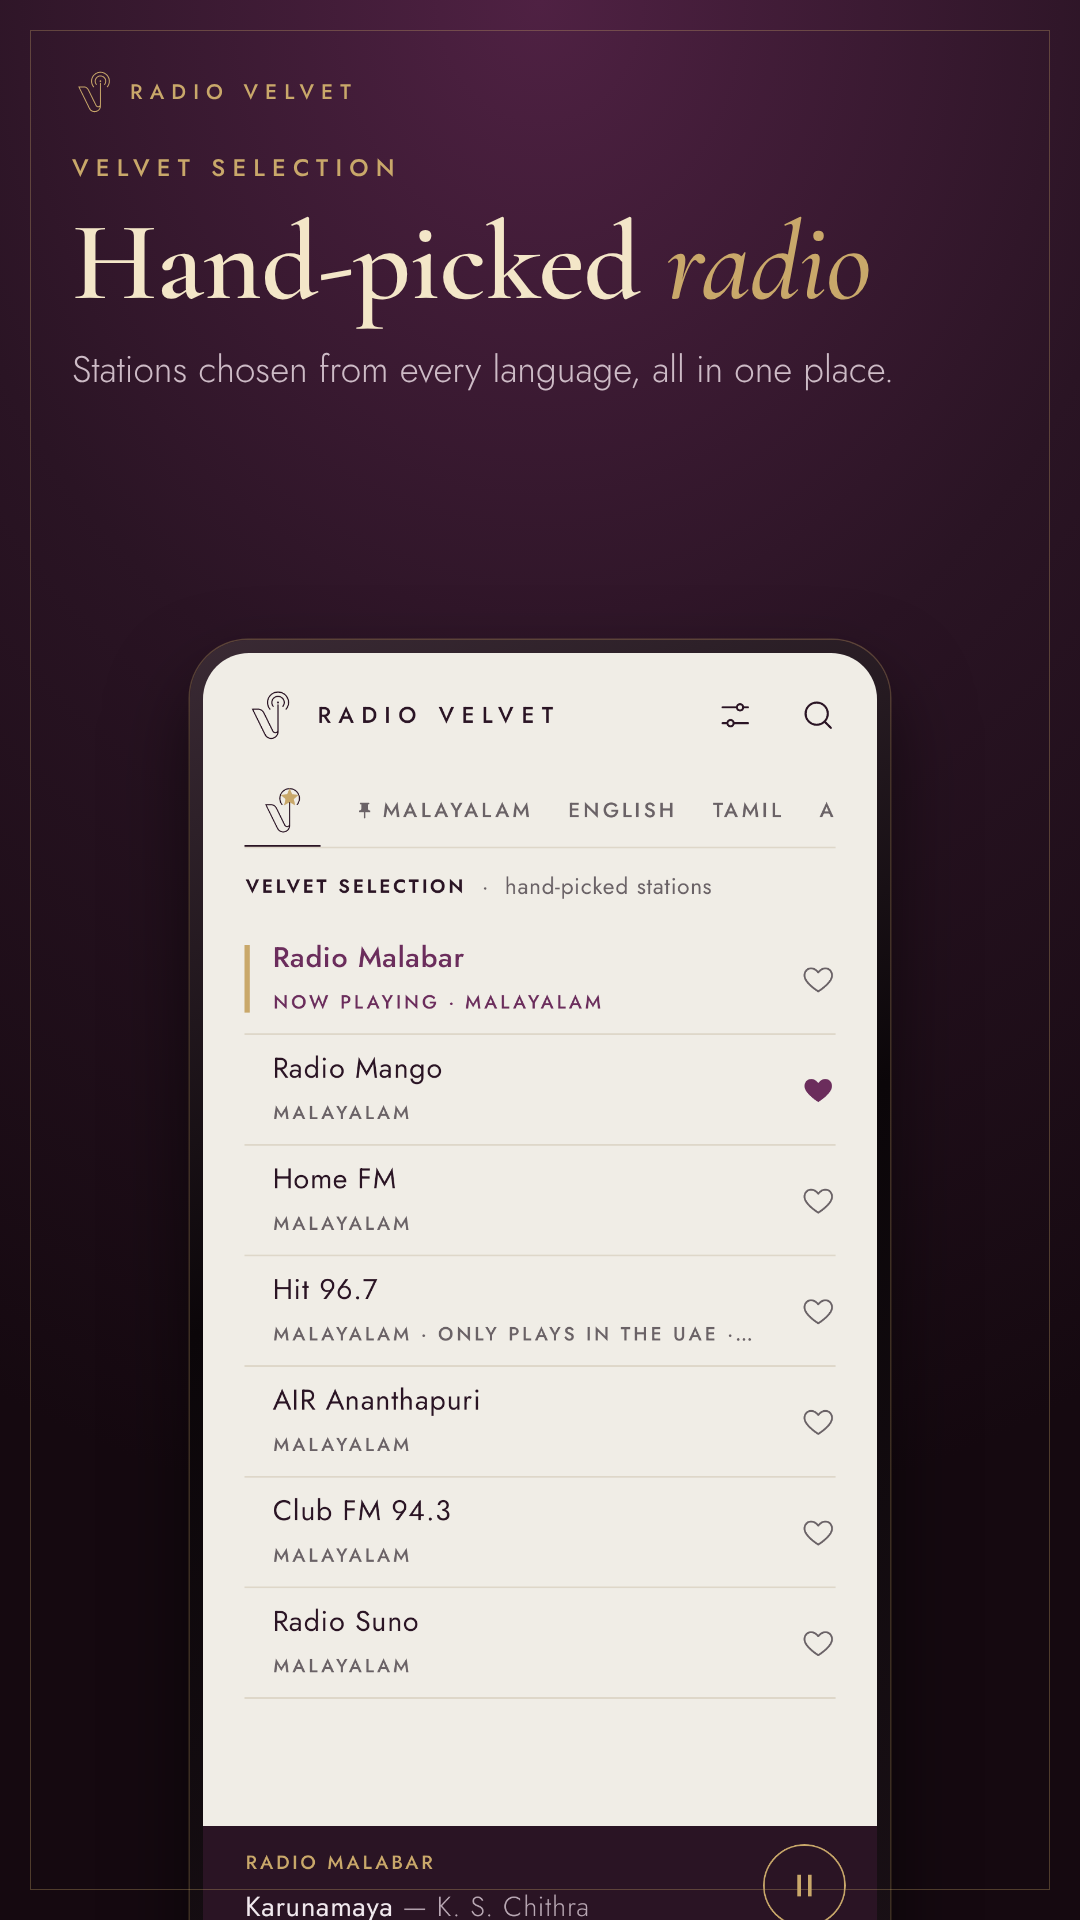 RADIO VELVET
VELVET SELECTION
Hand-picked radio
Stations chosen from every language, all in one place.
RADIO VELVET
MALAYALAM ENGLISH TAMIL A
VELVET SELECTION · hand-picked stations
Radio Malabar
NOW PLAYING · MALAYALAM
Radio Mango
MALAYALAM
Home FM
MALAYALAM
Hit 96.7
MALAYALAM · ONLY PLAYS IN THE UAE ·...
AIR Ananthapuri
MALAYALAM
Club FM 94.3
MALAYALAM
Radio Suno
MALAYALAM
RADIO MALABAR
Karunamaya — K. S. Chithra